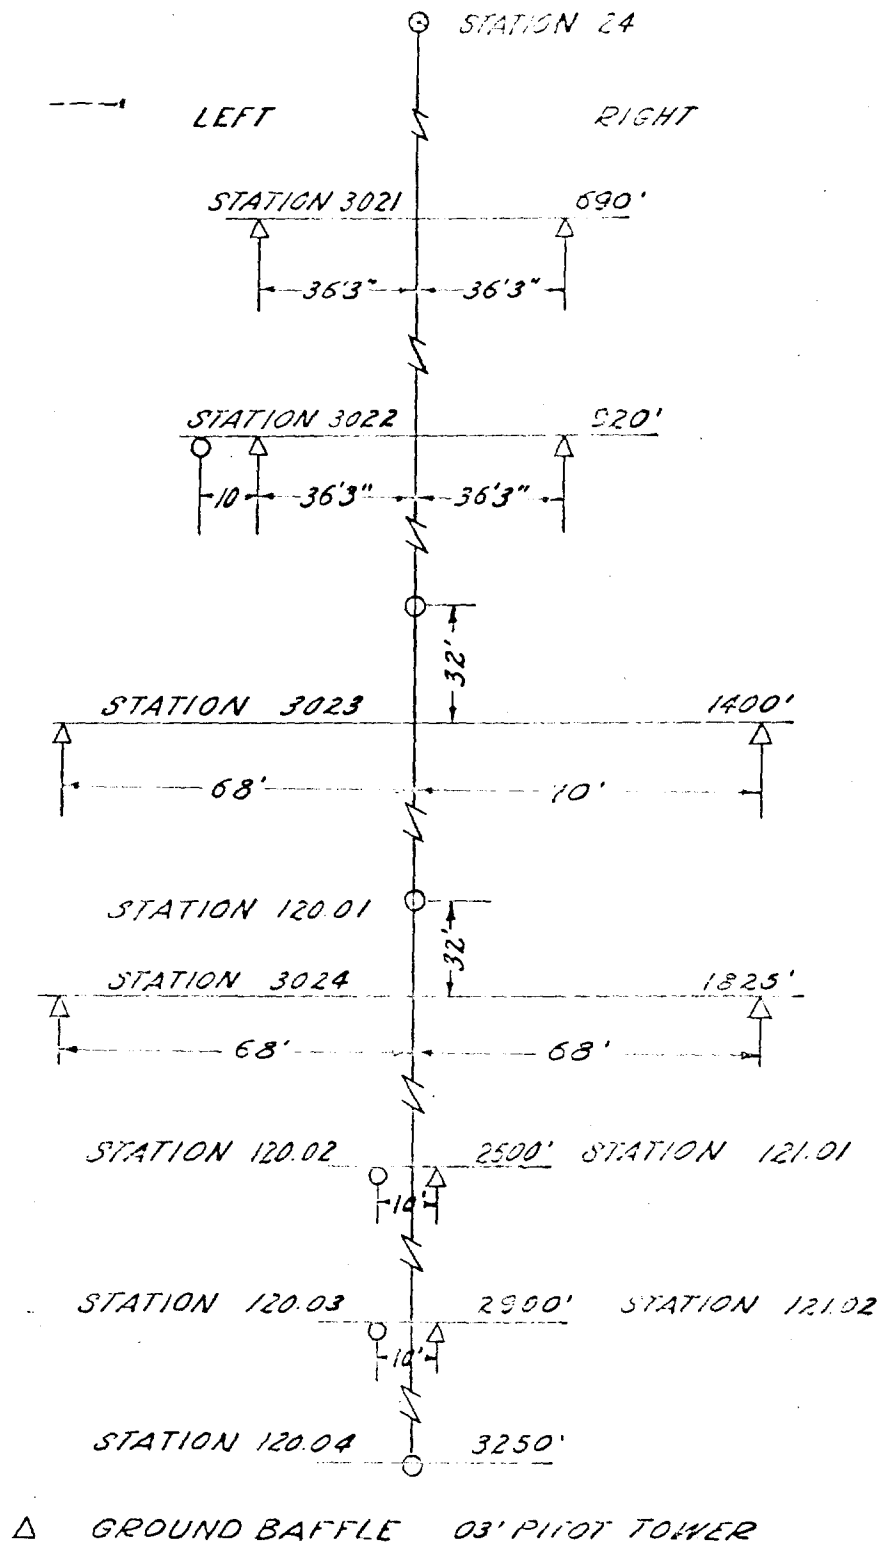 STATION 24
LEFT RIGHT
STATION 3021 690'
36'3" 36'3"
STATION 3022 920'
10 36'3" 36'3"
32'
STATION 3023 1400'
68' 10'
STATION 120.01
32'
STATION 3024 1825'
68' 68'
STATION 120.02 2500' STATION 121.01
10'
STATION 120.03 2900' STATION 121.02
10'
STATION 120.04 3250'
GROUND BAFFLE 03' PITOT TOWER